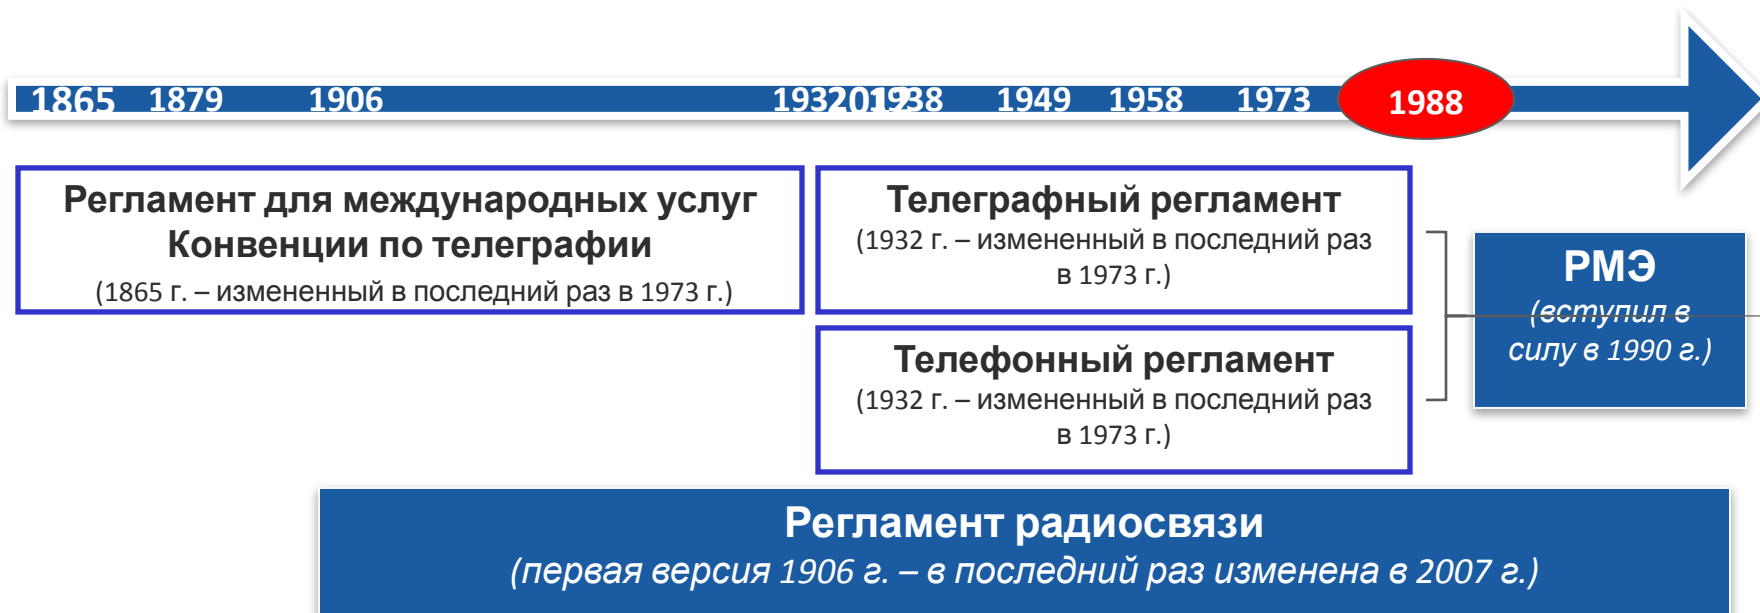 1865 1879 1906 1932 2012 1938 1949 1958 1973 1988
Регламент для международных услуг
Конвенции по телеграфии
(1865 г. – измененный в последний раз в 1973 г.)
Телеграфный регламент
(1932 г. – измененный в последний раз
в 1973 г.)
Телефонный регламент
(1932 г. – измененный в последний раз
в 1973 г.)
РМЭ
(вступил в
силу в 1990 г.)
Регламент радиосвязи
(первая версия 1906 г. – в последний раз изменена в 2007 г.)